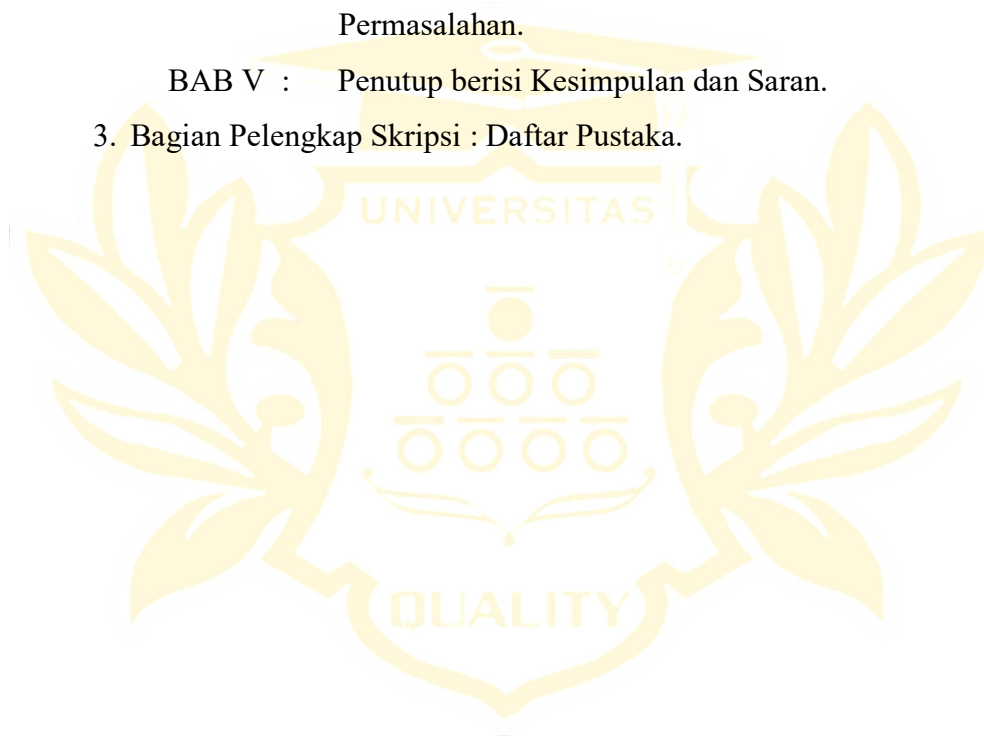 Permasalahan.
BAB V : Penutup berisi Kesimpulan dan Saran.
3. Bagian Pelengkap Skripsi : Daftar Pustaka.
UNIVERSITAS
QUALITY